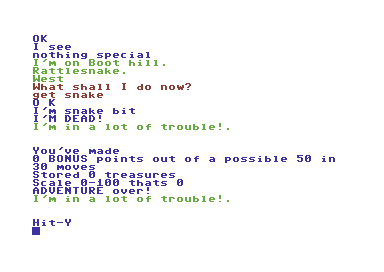 OK
I see
nothing special
I'm on Boot hill.
Rattlesnake.
West
What shall I do now?
get snake
O K
I'm snake bit
I'M DEAD!
I'm in a lot of trouble!.
You've made
0 BONUS points out of a possible 50 in
30 moves
Stored 0 treasures
Scale 0-100 thats 0
ADVENTURE over!
I'm in a lot of trouble!.
Hit-Y